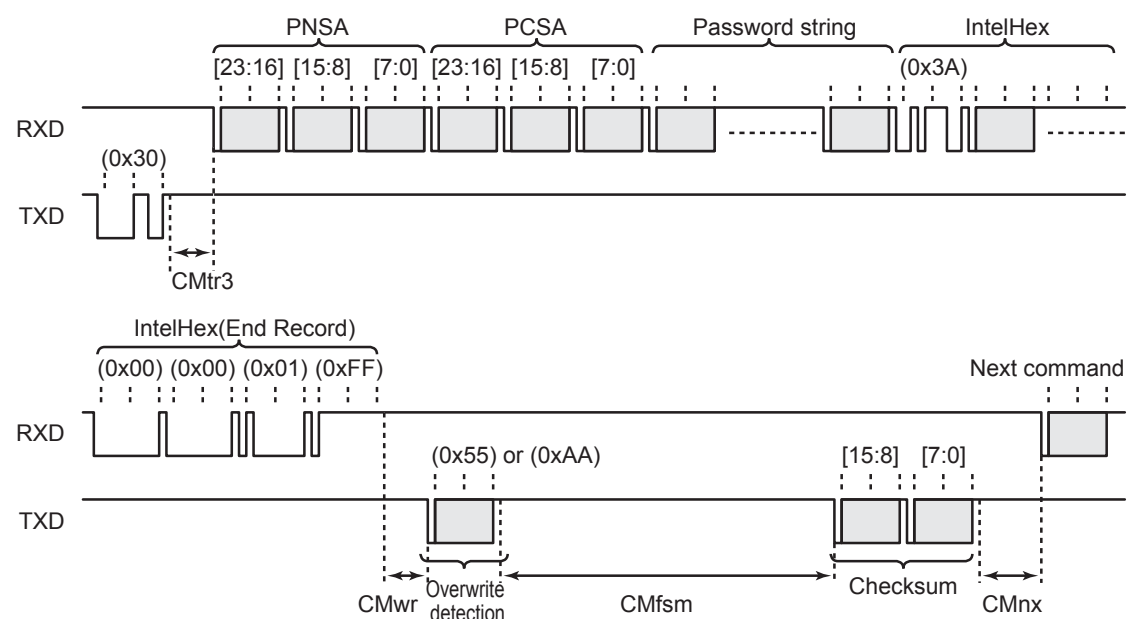 PNSA PCSA Password string IntelHex
[23:16] [15:8] [7:0] [23:16] [15:8] [7:0] (0x3A)
RXD
(0x30)
TXD
CMtr3
IntelHex(End Record)
(0x00) (0x00) (0x01) (0xFF) Next command
RXD
(0x55) or (0xAA) [15:8] [7:0]
TXD
CMwr Overwrite detection CMfsm Checksum CMnx